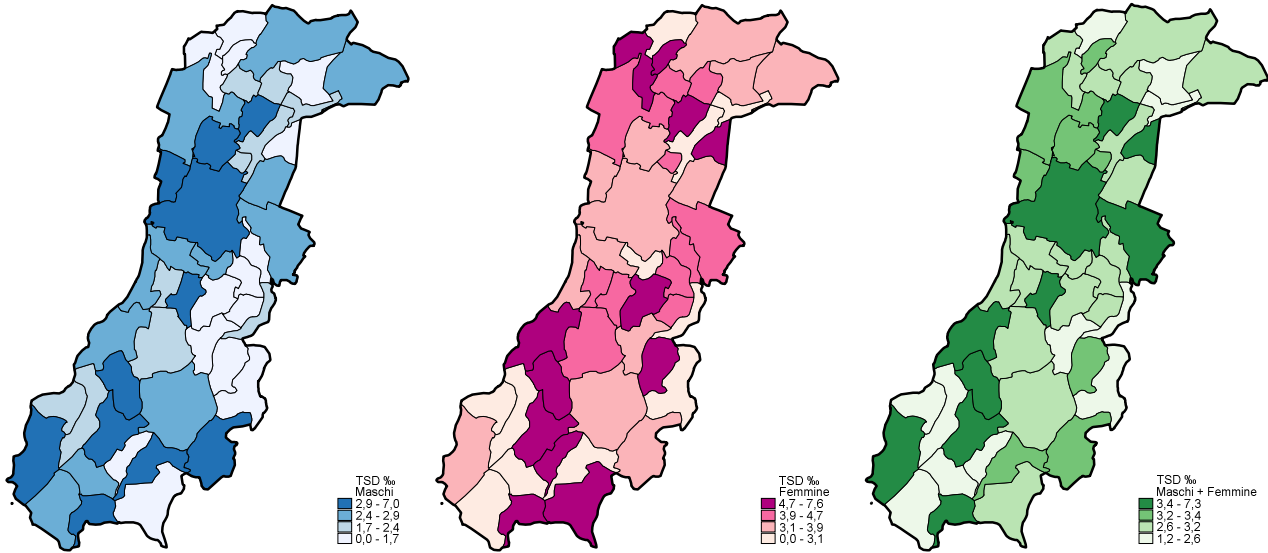 TSD ‰
Maschi
2,9 - 7,0
2,4 - 2,9
1,7 - 2,4
0,0 - 1,7
TSD ‰
Femmine
4,7 - 7,6
3,9 - 4,7
3,1 - 3,9
0,0 - 3,1
TSD ‰
Maschi + Femmine
3,4 - 7,3
3,2 - 3,4
2,6 - 3,2
1,2 - 2,6